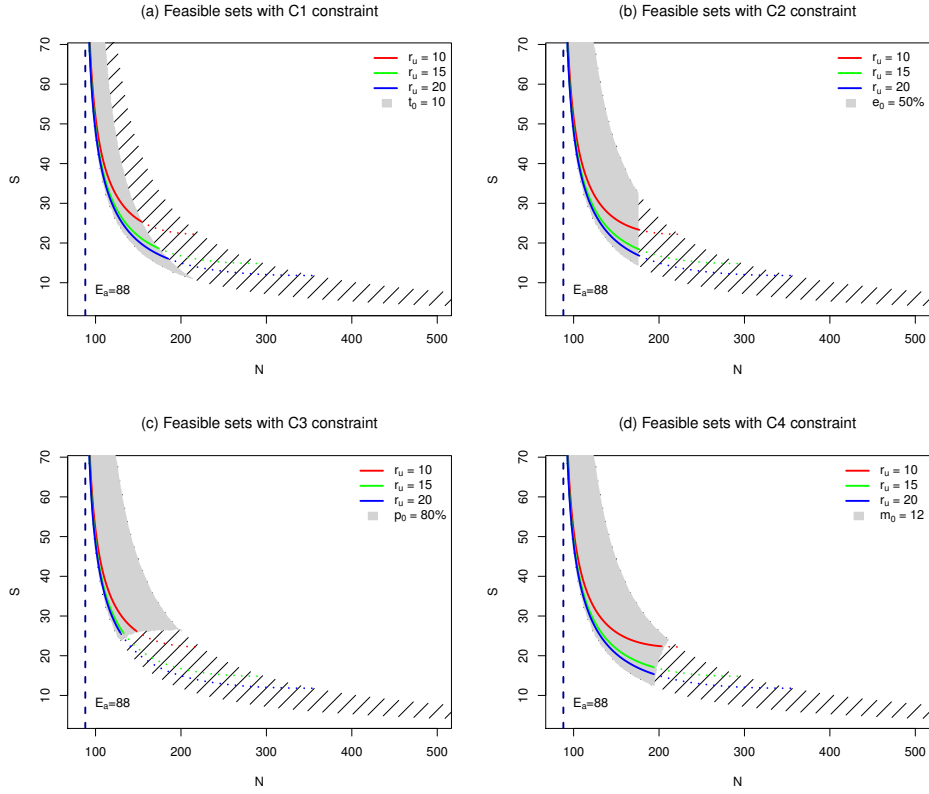 (a) Feasible sets with C1 constraint
70
60
50
40
30
20
10
S
r_u = 10
r_u = 15
r_u = 20
t_0 = 10
E_a=88
100 200 300 400 500
N
(b) Feasible sets with C2 constraint
70
60
50
40
30
20
10
S
r_u = 10
r_u = 15
r_u = 20
e_0 = 50%
E_a=88
100 200 300 400 500
N
(c) Feasible sets with C3 constraint
70
60
50
40
30
20
10
S
r_u = 10
r_u = 15
r_u = 20
p_0 = 80%
E_a=88
100 200 300 400 500
N
(d) Feasible sets with C4 constraint
70
60
50
40
30
20
10
S
r_u = 10
r_u = 15
r_u = 20
m_0 = 12
E_a=88
100 200 300 400 500
N